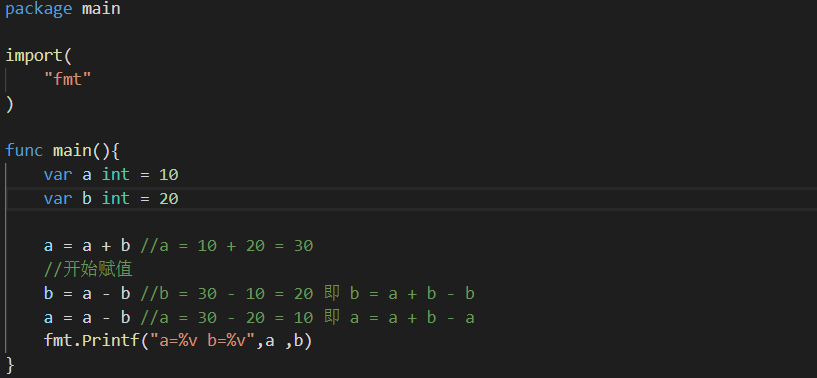 package main
import(
"fmt"
)
func main(){
var a int = 10
var b int = 20
a = a + b //a = 10 + 20 = 30
//开始赋值
b = a - b //b = 30 - 10 = 20 即 b = a + b - b
a = a - b //a = 30 - 20 = 10 即 a = a + b - a
fmt.Printf("a=%v b=%v",a ,b)
}